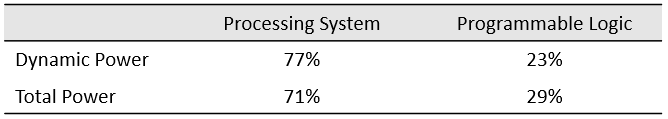 Processing System Programmable Logic
Dynamic Power 77% 23%
Total Power 71% 29%